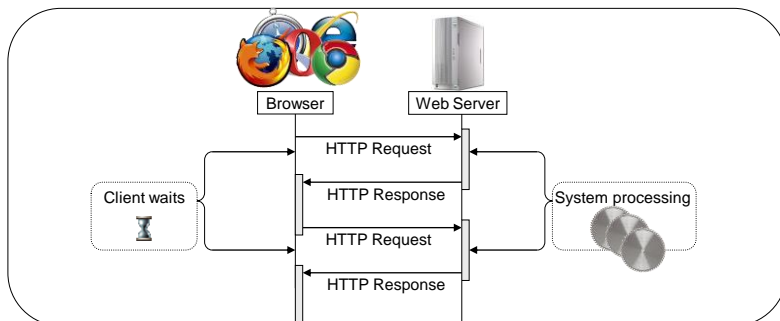 Browser
Web Server
HTTP Request
Client waits
HTTP Response
System processing
HTTP Request
HTTP Response